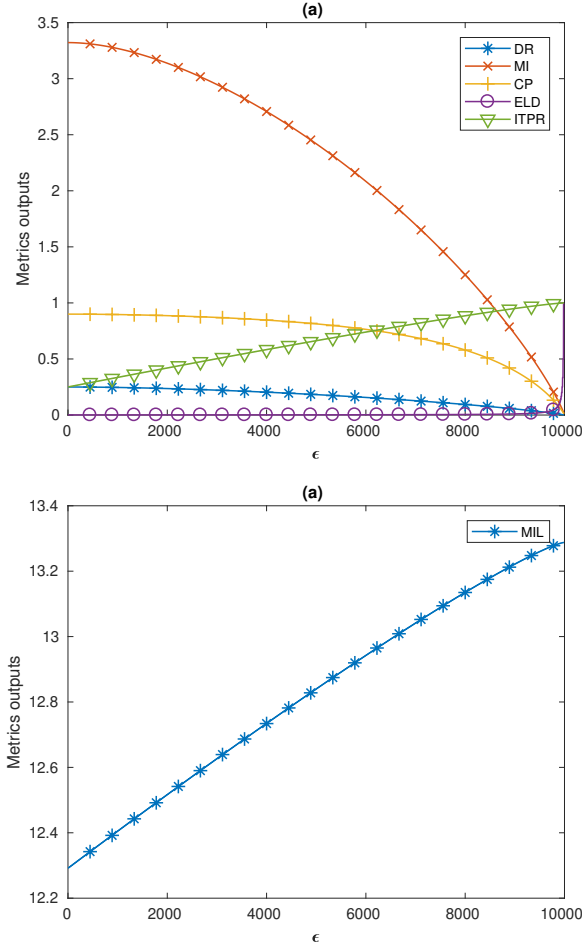 (a)
3.5
3
2.5
2
1.5
1
0.5
0
Metrics outputs
DR
MI
CP
ELD
ITPR
0 2000 4000 6000 8000 10000
ϵ
(a)
13.4
13.2
13
12.8
12.6
12.4
12.2
Metrics outputs
MIL
0 2000 4000 6000 8000 10000
ϵ